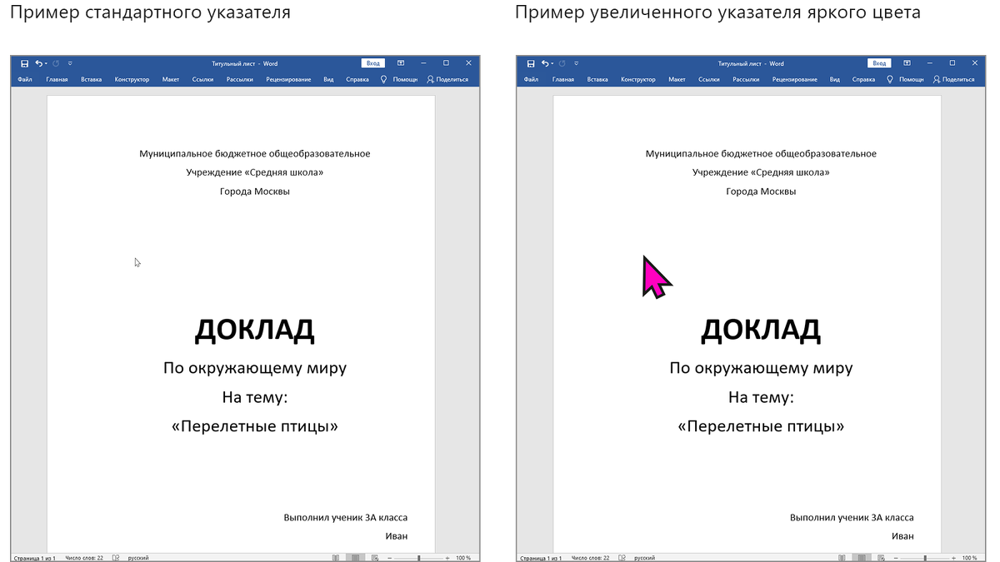 Пример стандартного указателя
Титульный лист - Word
Вход
Файл Главная Вставка Конструктор Макет Ссылки Рассылки Рецензирование Вид Справка Помощн Поделиться
Муниципальное бюджетное общеобразовательное
Учреждение «Средняя школа»
Города Москвы
ДОКЛАД
По окружающему миру
На тему:
«Перелетные птицы»
Выполнил ученик 3А класса
Иван
Страница 1 из 1 Число слов: 22 русский 100 %
Пример увеличенного указателя яркого цвета
Титульный лист - Word
Вход
Файл Главная Вставка Конструктор Макет Ссылки Рассылки Рецензирование Вид Справка Помощн Поделиться
Муниципальное бюджетное общеобразовательное
Учреждение «Средняя школа»
Города Москвы
ДОКЛАД
По окружающему миру
На тему:
«Перелетные птицы»
Выполнил ученик 3А класса
Иван
Страница 1 из 1 Число слов: 22 русский 100 %